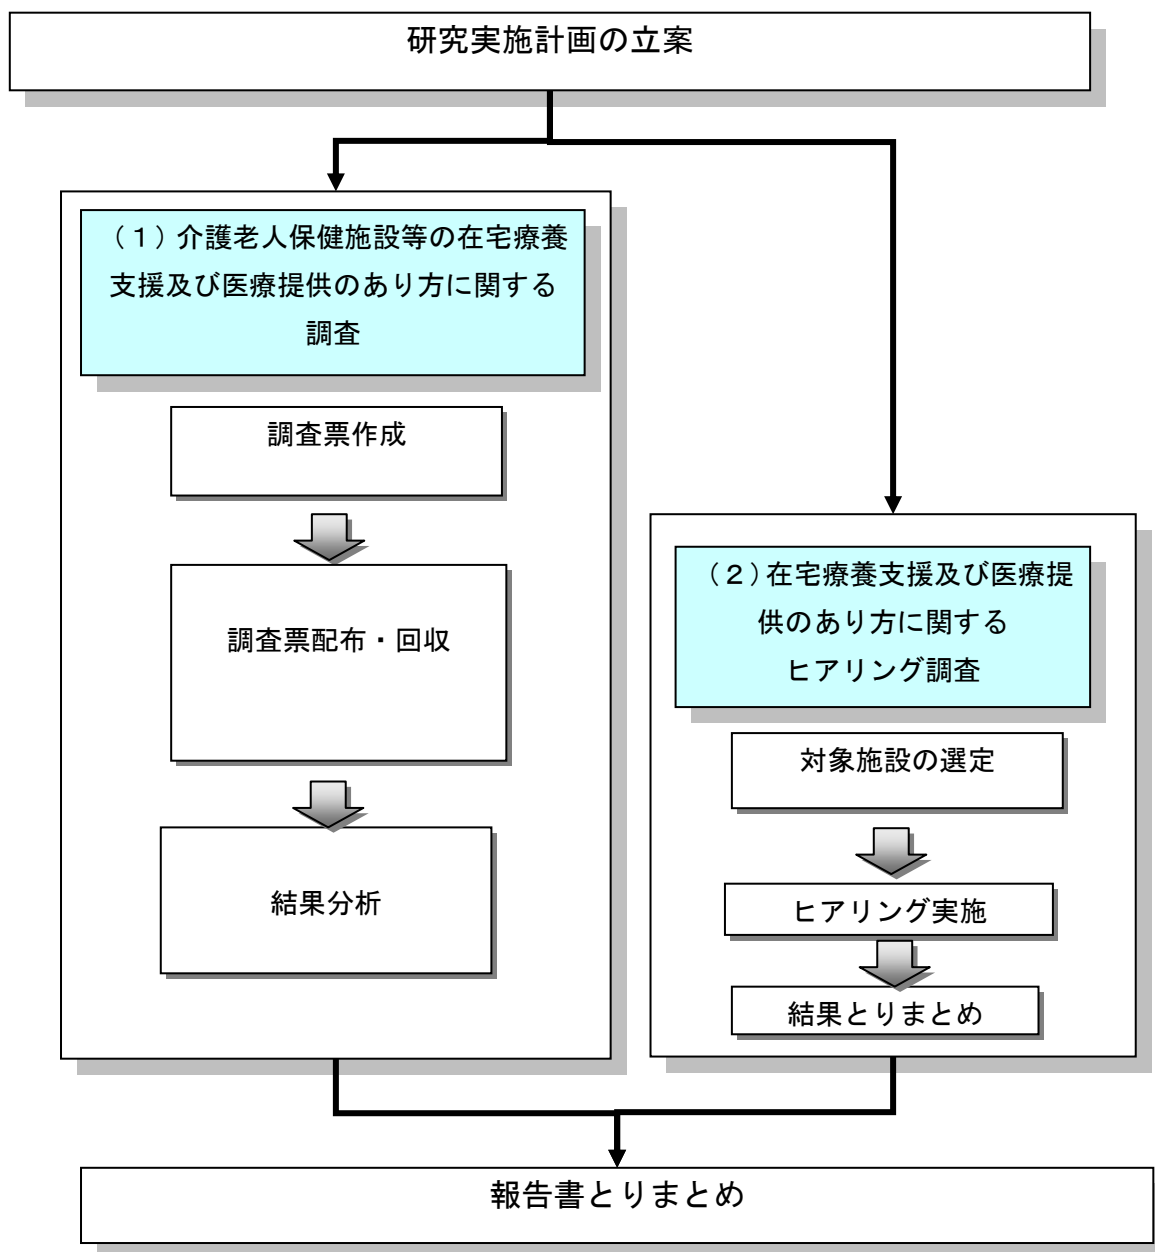 研究実施計画の立案
（１）介護老人保健施設等の在宅療養
支援及び医療提供のあり方に関する
調査
調査票作成
調査票配布・回収
結果分析
（２）在宅療養支援及び医療提
供のあり方に関する
ヒアリング調査
対象施設の選定
ヒアリング実施
結果とりまとめ
報告書とりまとめ